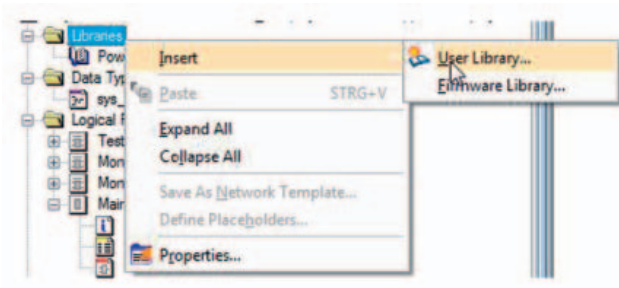 Libraries
Pow
Data Typ
sys_
Logical P
Test
Mon
Mon
Main
Insert
Paste STRG+V
Expand All
Collapse All
Save As Network Template...
Define Placeholders...
Properties...
User Library...
Firmware Library...